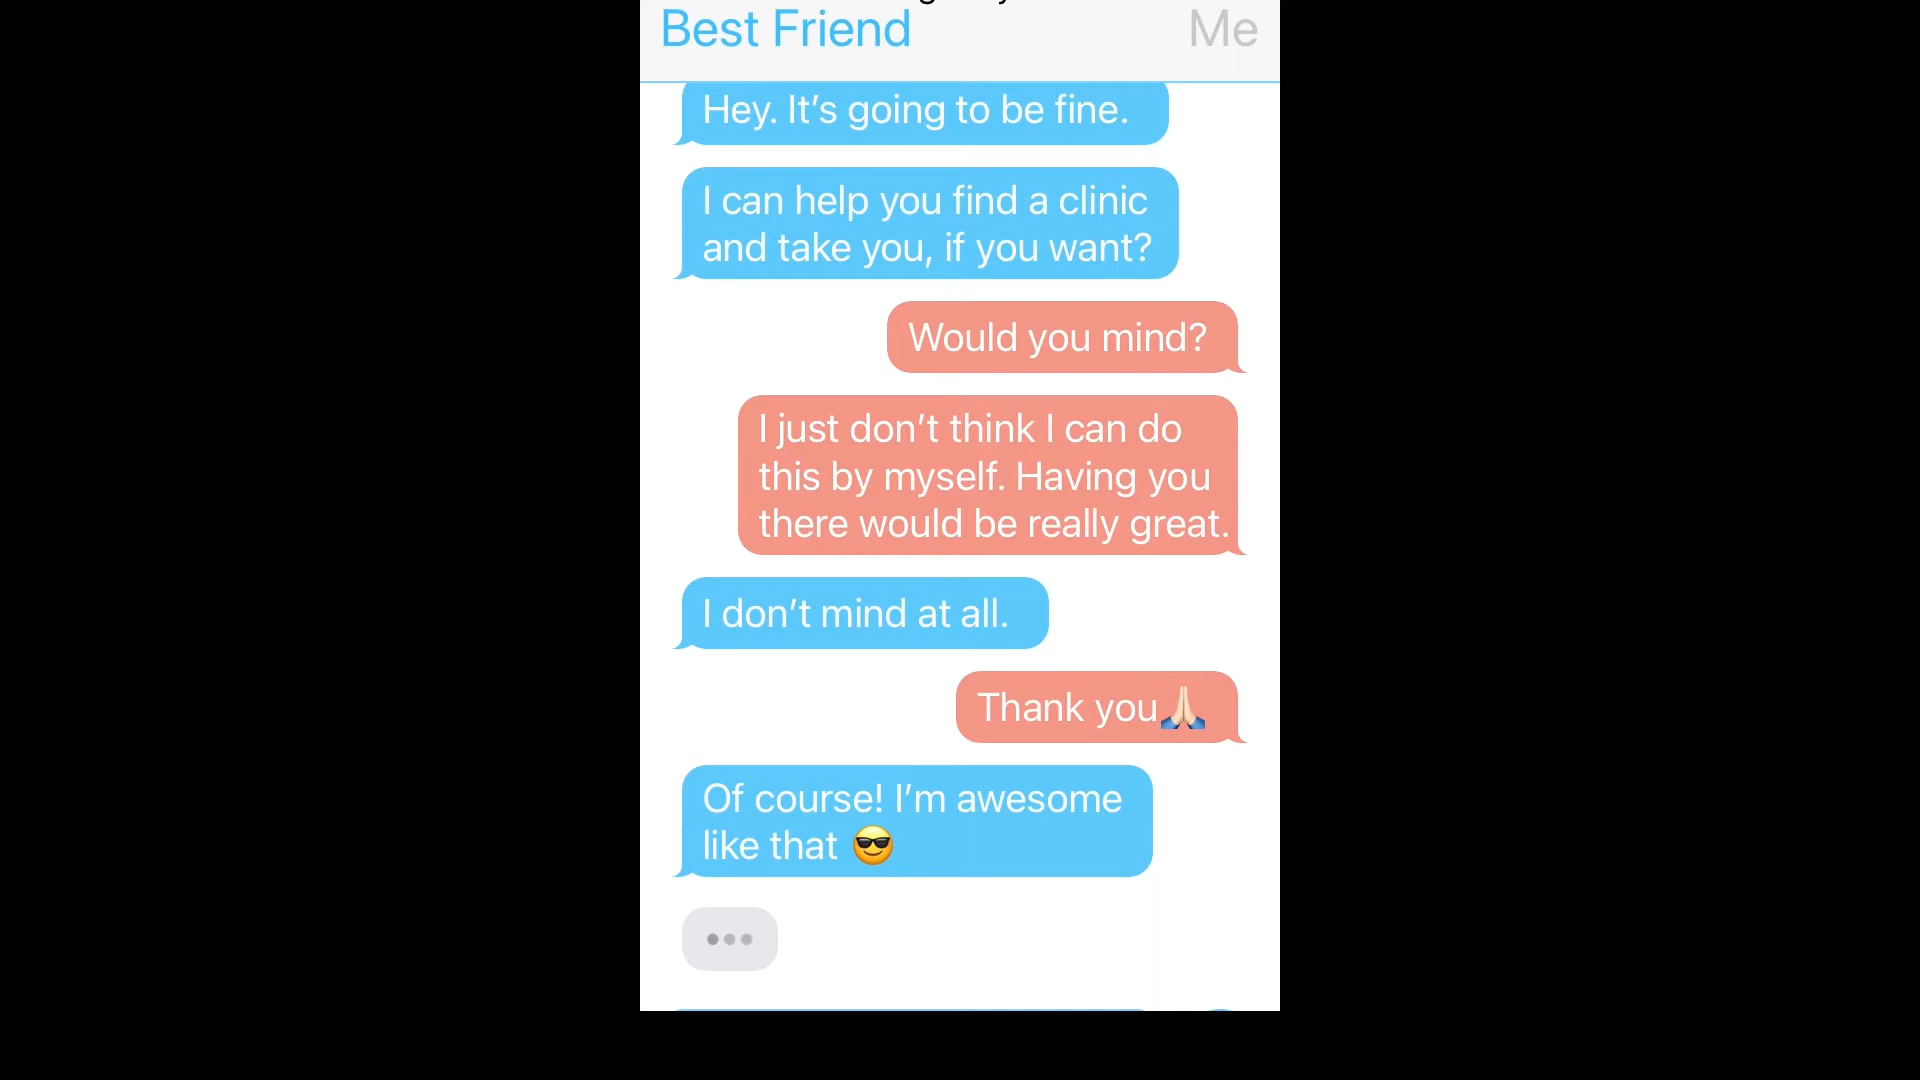 Best Friend
Me
Hey. It’s going to be fine.
I can help you find a clinic
and take you, if you want?
Would you mind?
I just don’t think I can do
this by myself. Having you
there would be really great.
I don’t mind at all.
Thank you🙏🏻
Of course! I’m awesome
like that 😎